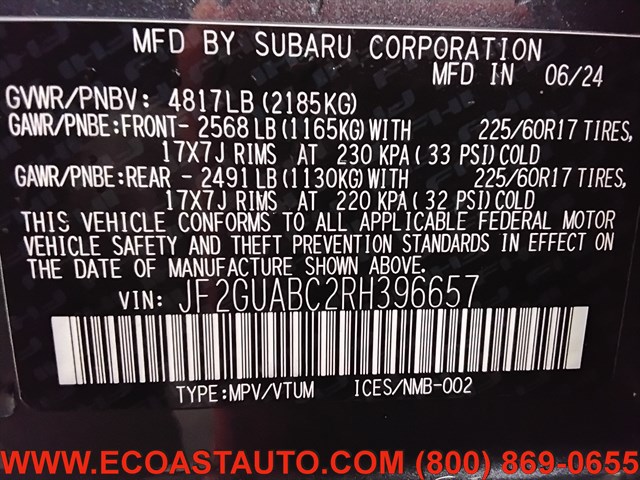 MFD BY SUBARU CORPORATION
MFD IN 06/24
GVWR/PNBV: 4817LB (2185KG)
GAWR/PNBE:FRONT- 2568 LB (1165KG) WITH 225/60R17 TIRES,
17X7J RIMS AT 230 KPA ( 33 PSI) COLD
GAWR/PNBE:REAR - 2491 LB (1130KG) WITH 225/60R17 TIRES,
17X7J RIMS AT 220 KPA ( 32 PSI) COLD
THIS VEHICLE CONFORMS TO ALL APPLICABLE FEDERAL MOTOR
VEHICLE SAFETY AND THEFT PREVENTION STANDARDS IN EFFECT ON
THE DATE OF MANUFACTURE SHOWN ABOVE.
VIN: JF2GUABC2RH396657
TYPE:MPV/VTUM ICES/NMB-002
WWW.ECOASTAUTO.COM (800) 869-0655